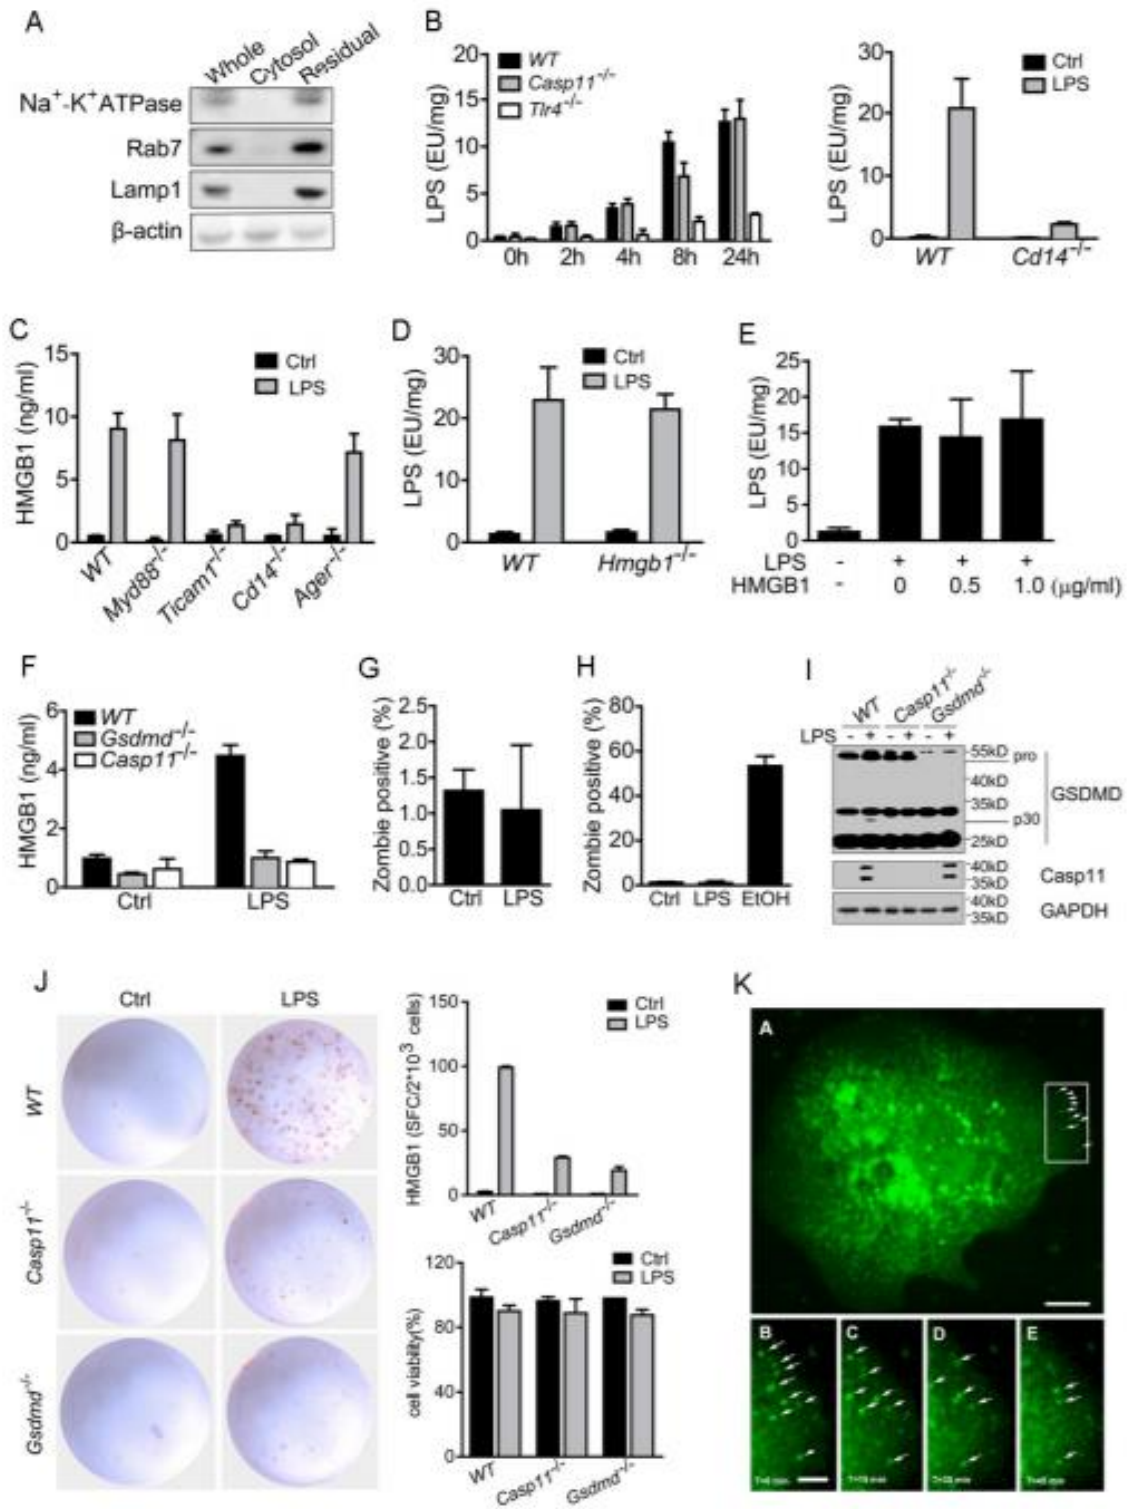 A
Whole
Cytosol
Residual
Na⁺-K⁺ATPase
Rab7
Lamp1
β-actin
B
LPS (EU/mg)
20
15
10
5
0
WT
Casp11⁻/⁻
Tlr4⁻/⁻
0h 2h 4h 8h 24h
LPS (EU/mg)
30
20
10
0
Ctrl
LPS
WT Cd14⁻/⁻
C
HMGB1 (ng/ml)
15
10
5
0
Ctrl
LPS
WT
Myd88⁻/⁻
Ticam1⁻/⁻
Cd14⁻/⁻
Ager⁻/⁻
D
LPS (EU/mg)
30
20
10
0
Ctrl
LPS
WT Hmgb1⁻/⁻
E
LPS (EU/mg)
25
20
15
10
5
0
LPS - + + +
HMGB1 - 0 0.5 1.0 (μg/ml)
F
HMGB1 (ng/ml)
6
4
2
0
WT
Gsdmd⁻/⁻
Casp11⁻/⁻
Ctrl LPS
G
Zombie positive (%)
2.5
2.0
1.5
1.0
0.5
0.0
Ctrl LPS
H
Zombie positive (%)
80
60
40
20
0
Ctrl LPS EtOH
I
WT
Casp11⁻/⁻
Gsdmd⁻/⁻
LPS - + - + - +
55kD
pro
40kD
35kD
GSDMD
p30
25kD
40kD
35kD
Casp11
40kD
35kD
GAPDH
J
Ctrl LPS
WT
Casp11⁻/⁻
Gsdmd⁻/⁻
HMGB1 (SFC/2*10³ cells)
150
100
50
0
Ctrl
LPS
WT
Casp11⁻/⁻
Gsdmd⁻/⁻
cell viability(%)
120
80
40
0
Ctrl
LPS
WT
Casp11⁻/⁻
Gsdmd⁻/⁻
K
A
B C D E